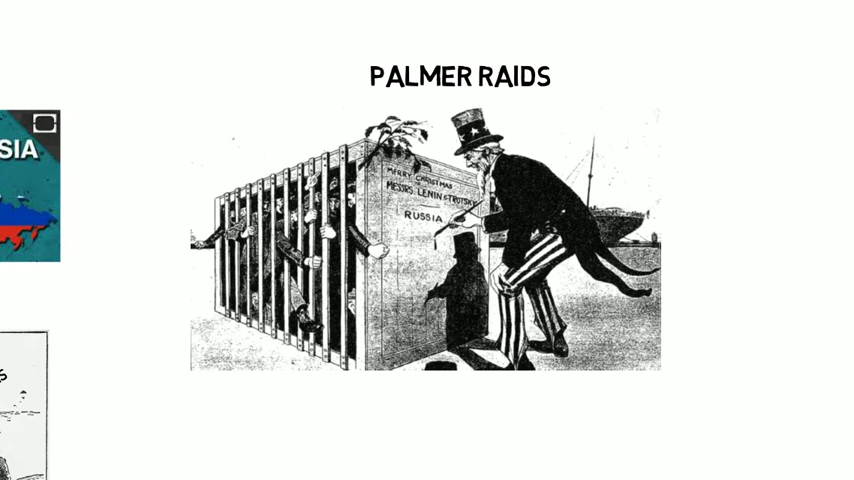 PALMER RAIDS
SIA
MERRY CHRISTMAS
MESSRS. LENIN & TROTSKY
RUSSIA
S